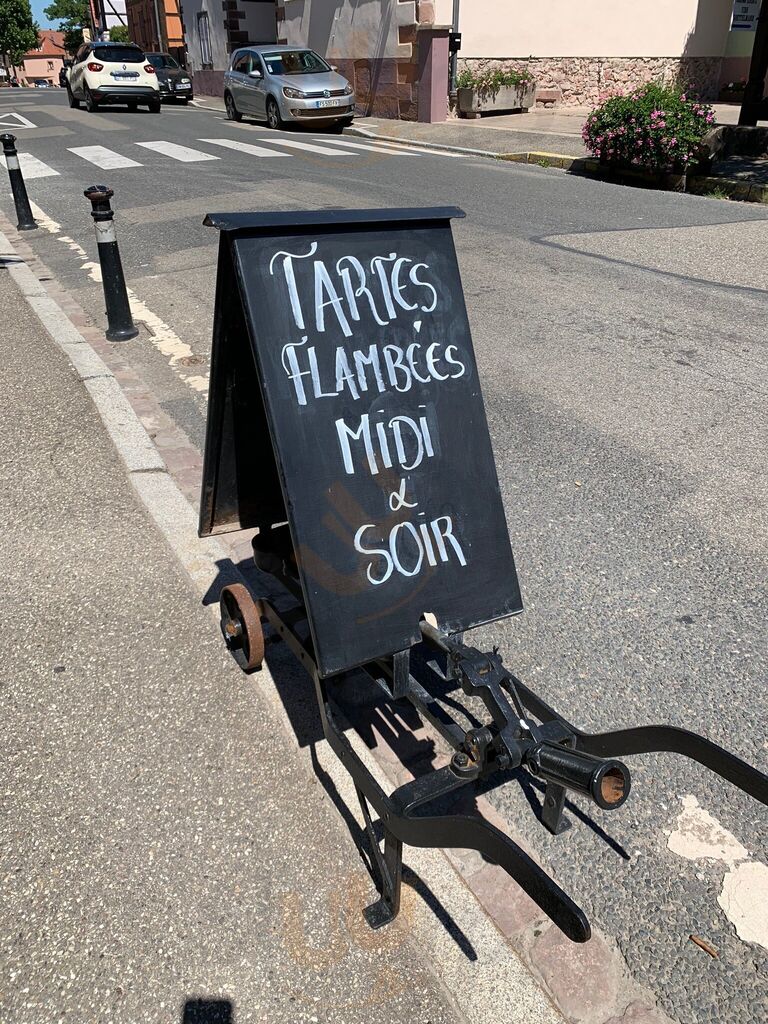 TARTES
FLAMBÉES
MIDI
&
SOIR